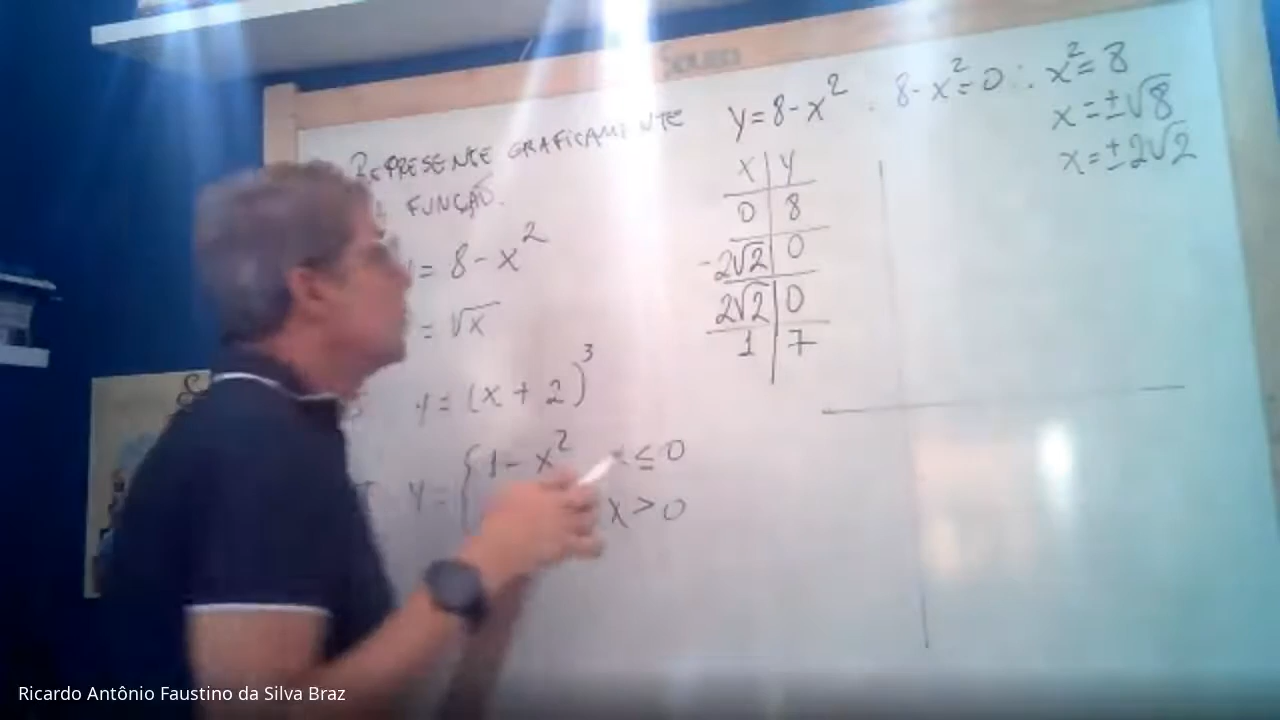 REPRESENTE GRAFICAMENTE
FUNÇÃO.
= 8 - x²
= √x
y = (x + 2)³
y = { 1 - x² x ≤ 0
x > 0
y = 8 - x² . 8 - x² = 0 ∴ x² = 8
x = ± √8
x = ± 2√2
x | y
0 | 8
-2√2 | 0
2√2 | 0
1 | 7
Ricardo Antônio Faustino da Silva Braz